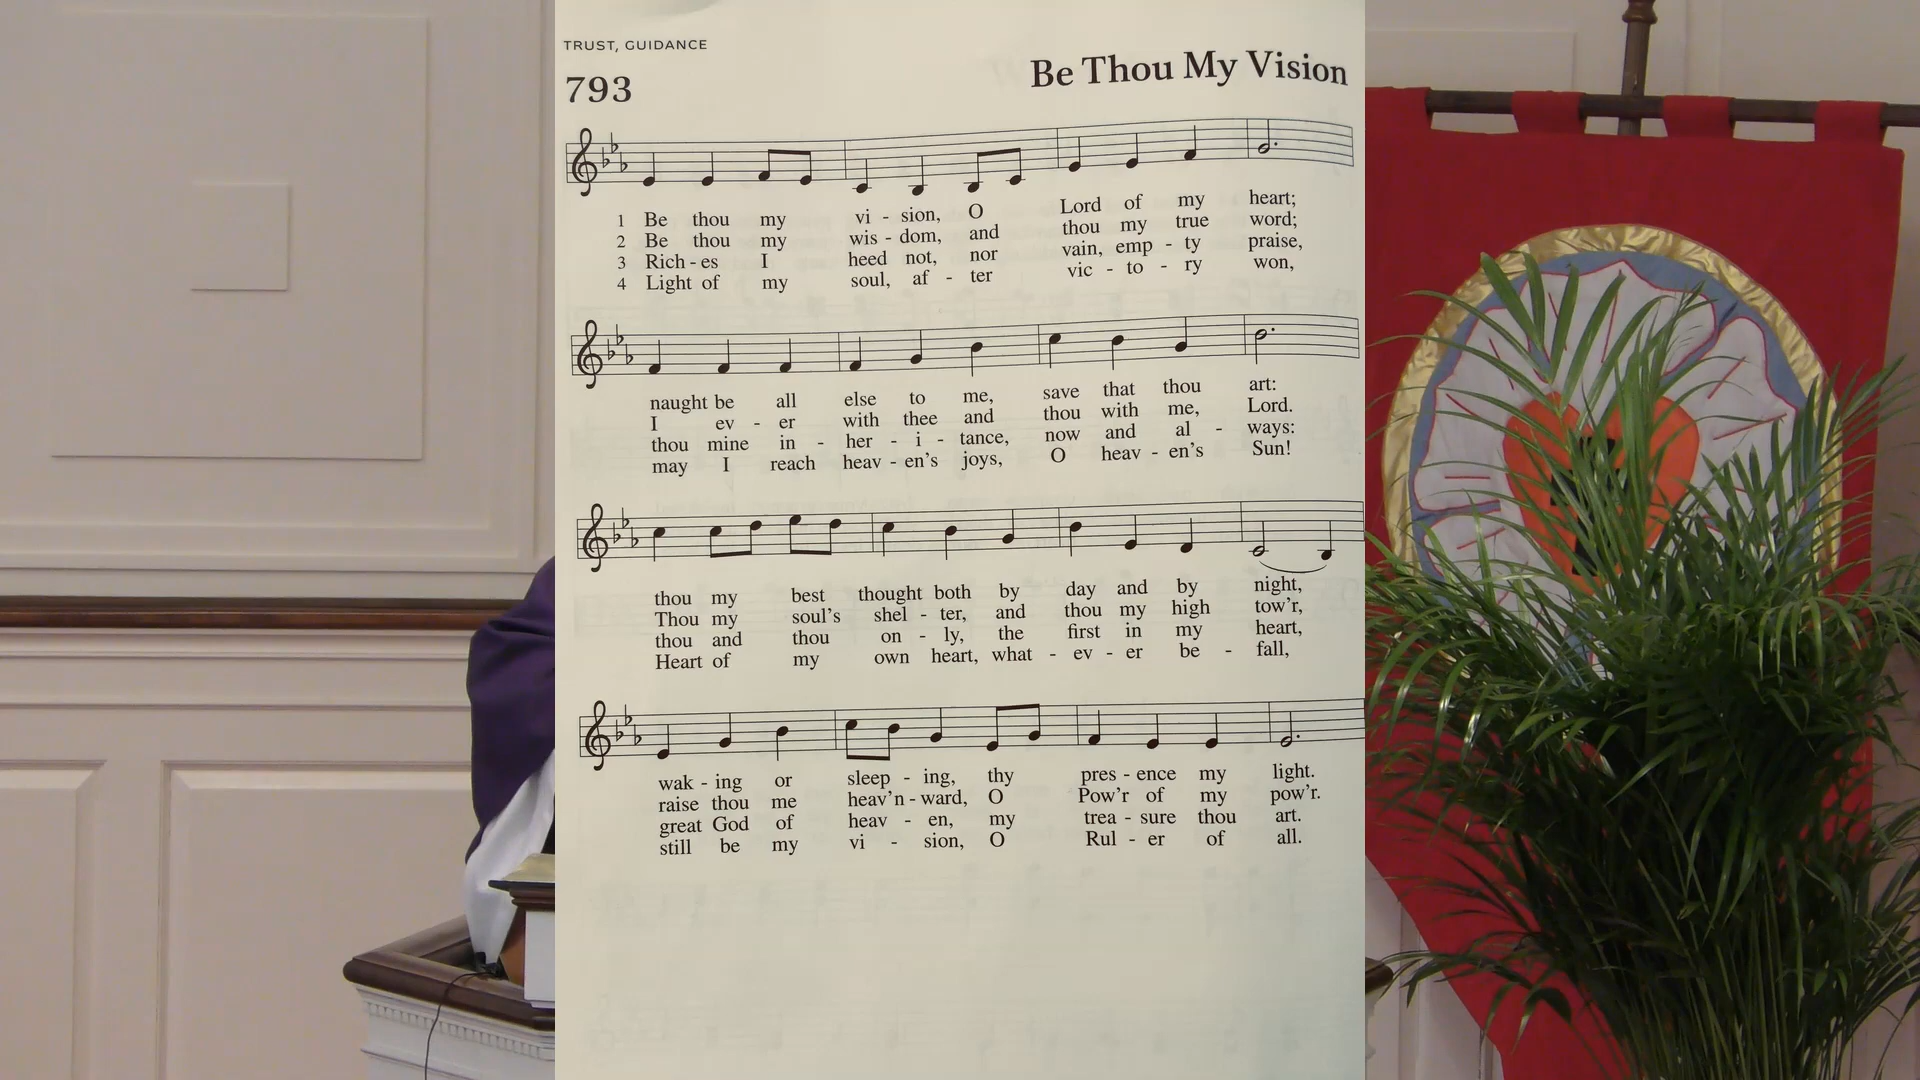 TRUST, GUIDANCE
793
Be Thou My Vision
1 Be thou my vi - sion, O Lord of my heart;
2 Be thou my wis - dom, and thou my true word;
3 Rich - es I heed not, nor vain, emp - ty praise,
4 Light of my soul, af - ter vic - to - ry won,
naught be all else to me, save that thou art:
I ev - er with thee and thou with me, Lord.
thou mine in - her - i - tance, now and al - ways:
may I reach heav - en's joys, O heav - en's Sun!
thou my best thought both by day and by night,
Thou my soul's shel - ter, and thou my high tow'r,
thou and thou on - ly, the first in my heart,
Heart of my own heart, what - ev - er be - fall,
wak - ing or sleep - ing, thy pres - ence my light.
raise thou me heav'n - ward, O Pow'r of my pow'r.
great God of heav - en, my trea - sure thou art.
still be my vi - sion, O Rul - er of all.